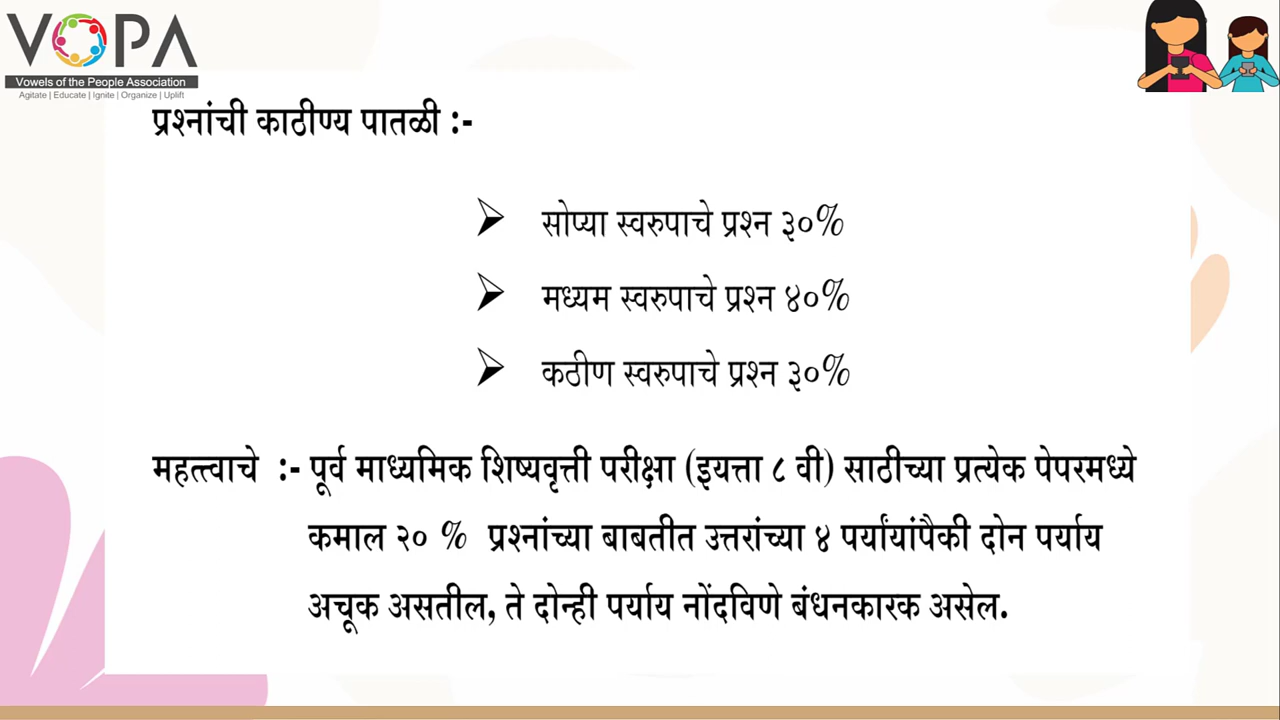 VOPA
Vowels of the People Association
Agitate | Educate | Ignite | Organize | Uplift
प्रश्नांची काठीण्य पातळी :-
➢ सोप्या स्वरुपाचे प्रश्न ३०%
➢ मध्यम स्वरुपाचे प्रश्न ४०%
➢ कठीण स्वरुपाचे प्रश्न ३०%
महत्त्वाचे :- पूर्व माध्यमिक शिष्यवृत्ती परीक्षा (इयत्ता ८ वी) साठीच्या प्रत्येक पेपरमध्ये
कमाल २० % प्रश्नांच्या बाबतीत उत्तरांच्या ४ पर्यांयांपैकी दोन पर्याय
अचूक असतील, ते दोन्ही पर्याय नोंदविणे बंधनकारक असेल.